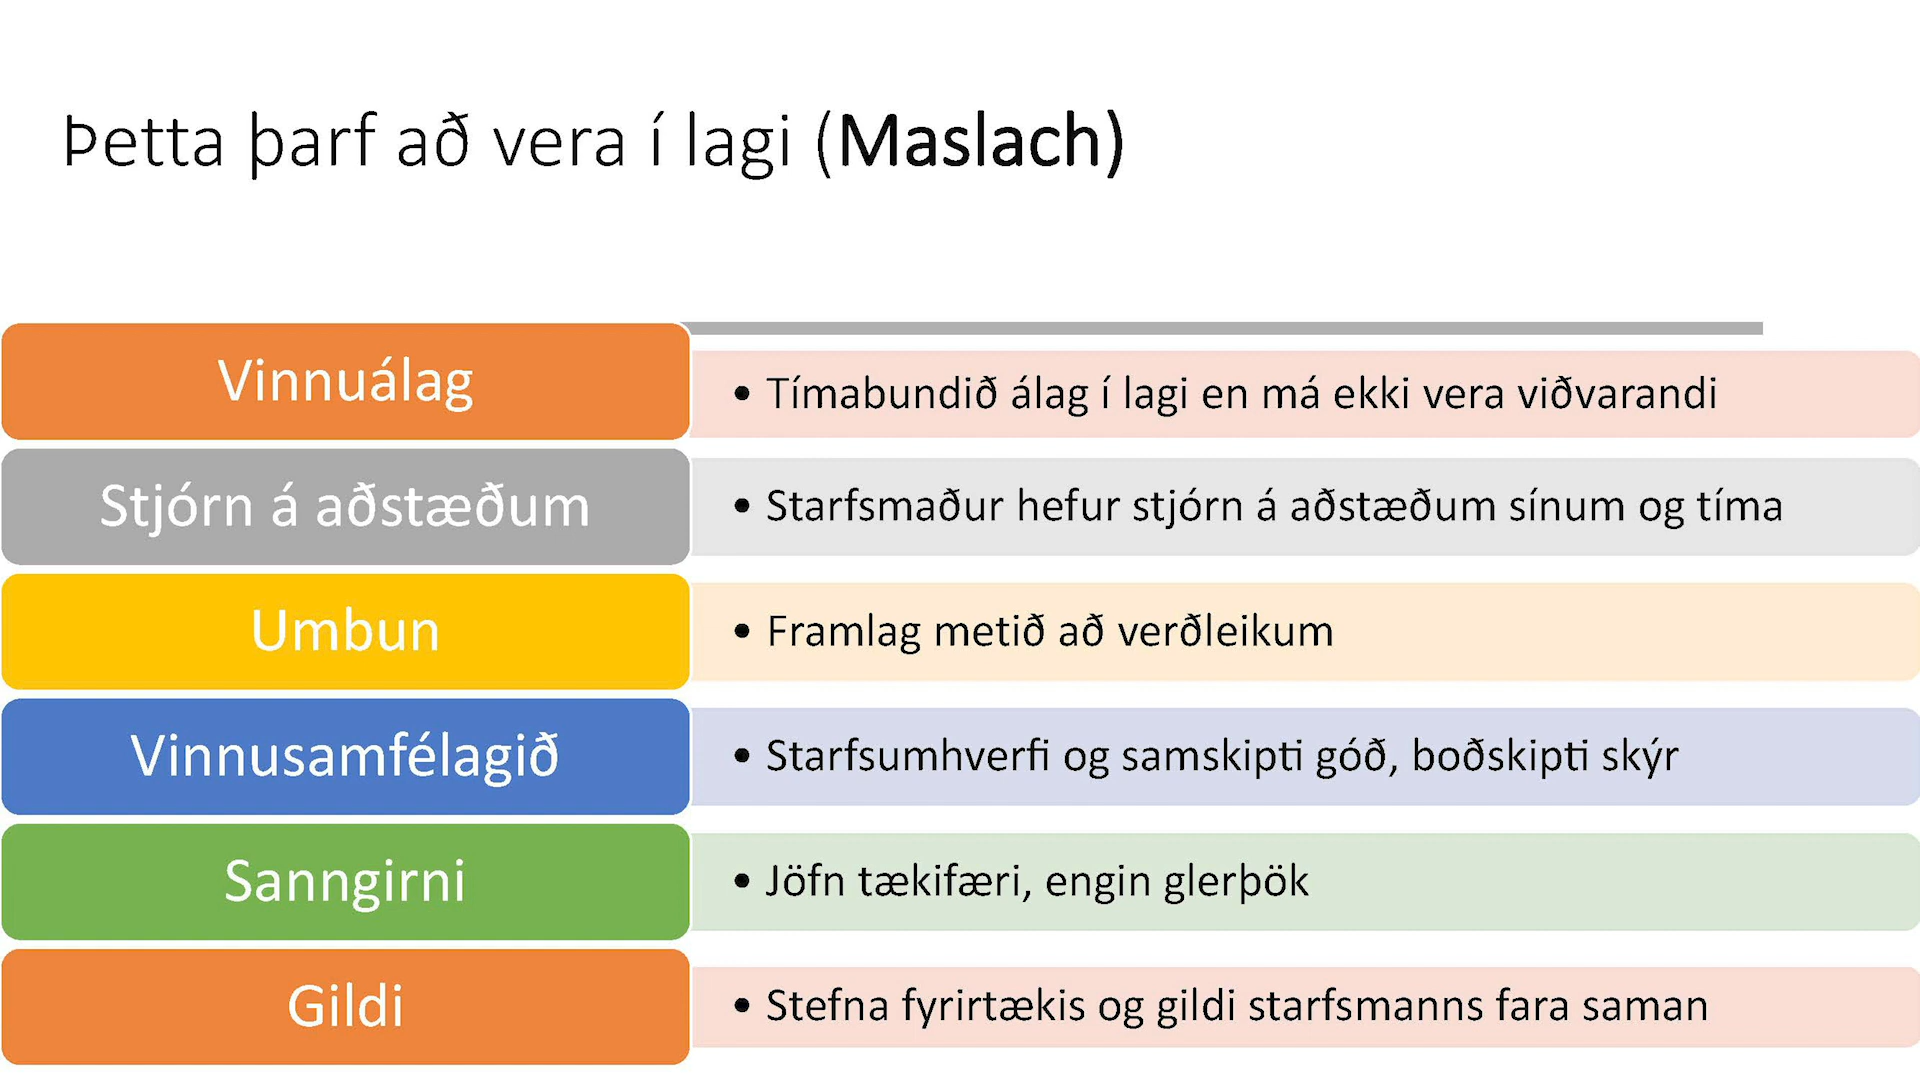 Þetta þarf að vera í lagi (Maslach)
Vinnuálag
• Tímabundið álag í lagi en má ekki vera viðvarandi
Stjórn á aðstæðum
• Starfsmaður hefur stjórn á aðstæðum sínum og tíma
Umbun
• Framlag metið að verðleikum
Vinnusamfélagið
• Starfsumhverfi og samskipti góð, boðskipti skýr
Sanngirni
• Jöfn tækifæri, engin glerþök
Gildi
• Stefna fyrirtækis og gildi starfsmanns fara saman